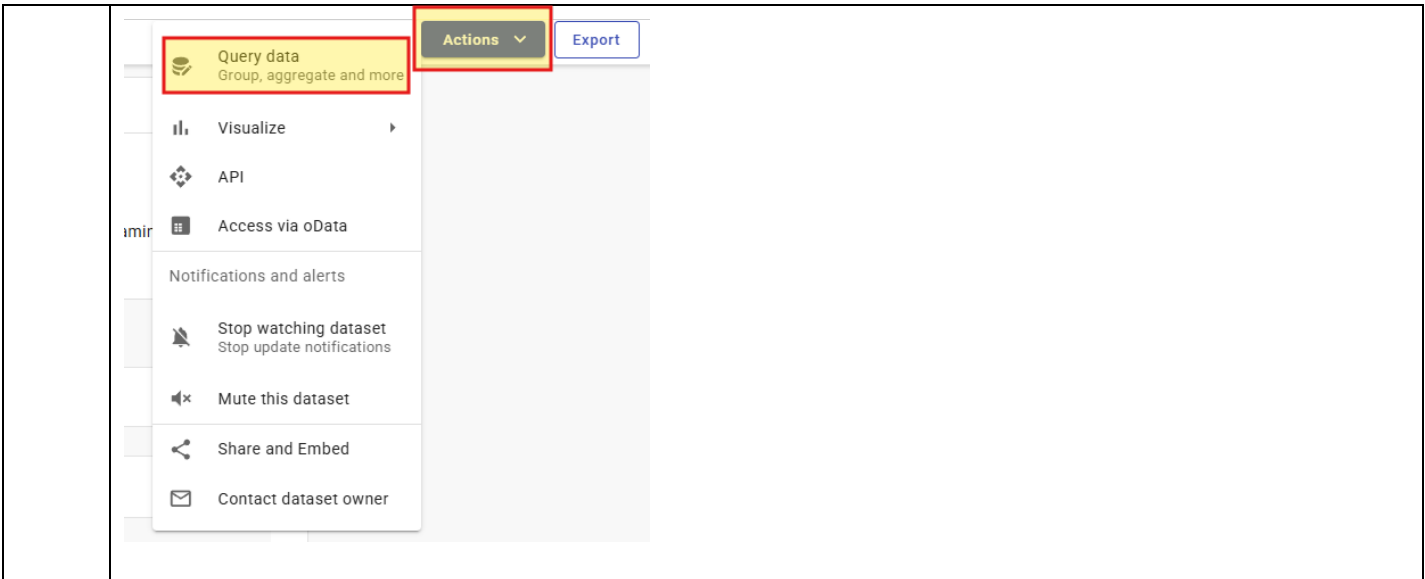 Actions
Export
Query data
Group, aggregate and more
Visualize
API
Access via oData
Notifications and alerts
Stop watching dataset
Stop update notifications
Mute this dataset
Share and Embed
Contact dataset owner